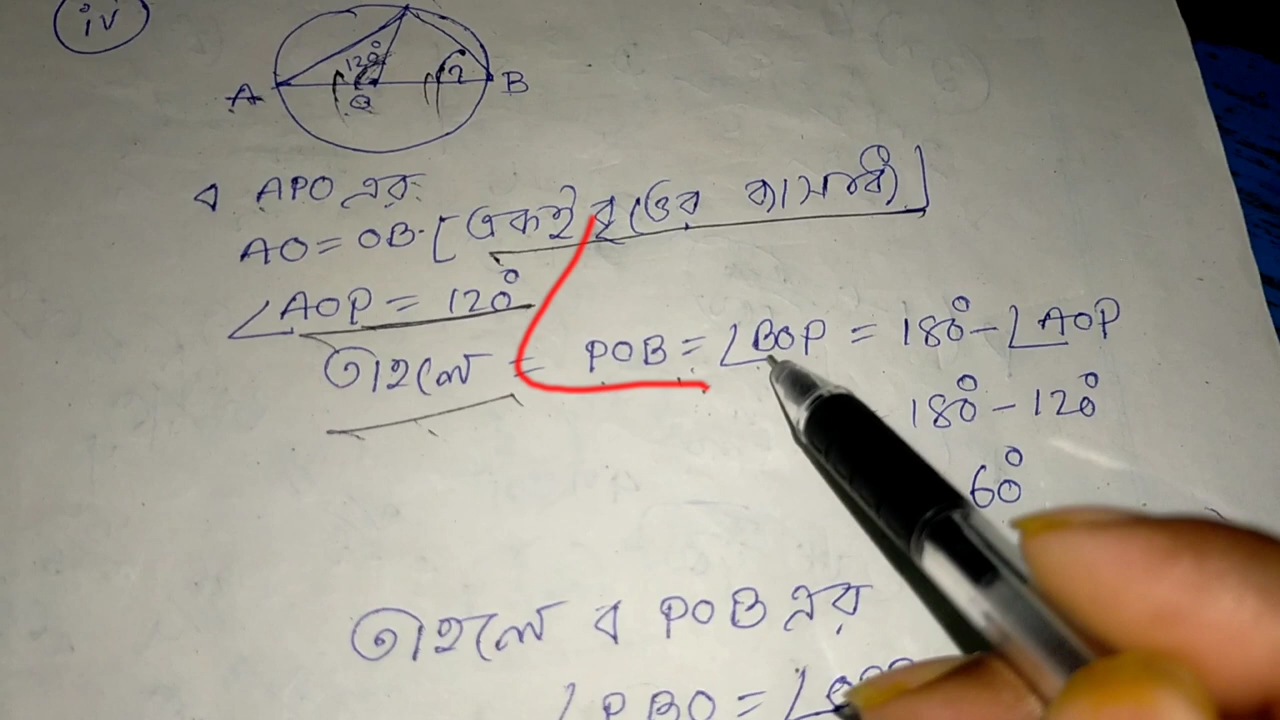 iv
120°
A
O
?
B
ব APO এর
AO = OB. [একই বৃত্তের ব্যাসার্ধ]
∠AOP = 120°
তাহলে = POB = ∠BOP = 180° - ∠AOP
180° - 120°
60°
তাহলে ব POB এর
∠PBO = ∠